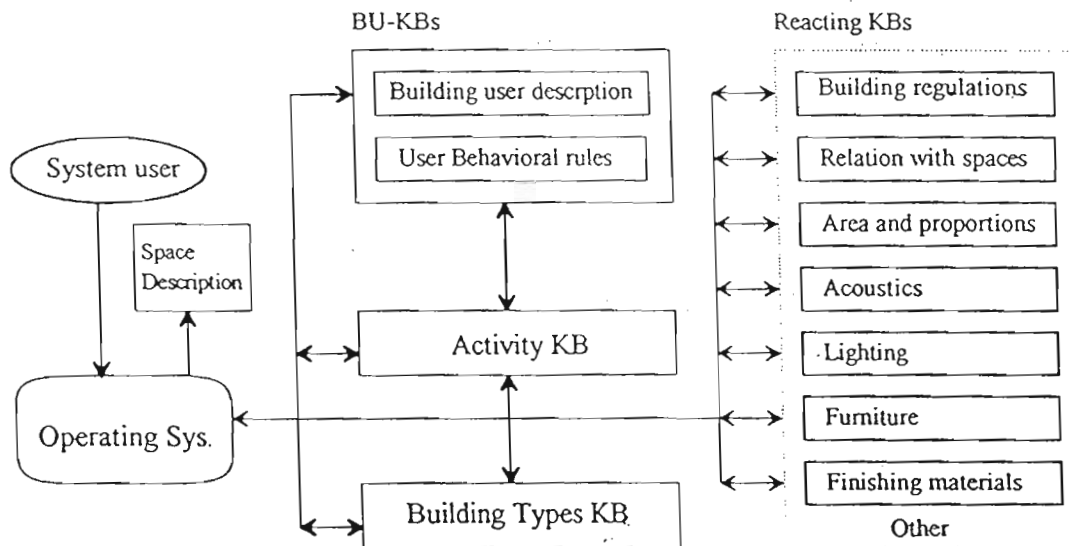 BU-KBs
Reacting KBs
Building user descrption
User Behavioral rules
System user
Space
Description
Activity KB
Operating Sys.
Building Types KB
Building regulations
Relation with spaces
Area and proportions
Acoustics
Lighting
Furniture
Finishing materials
Other